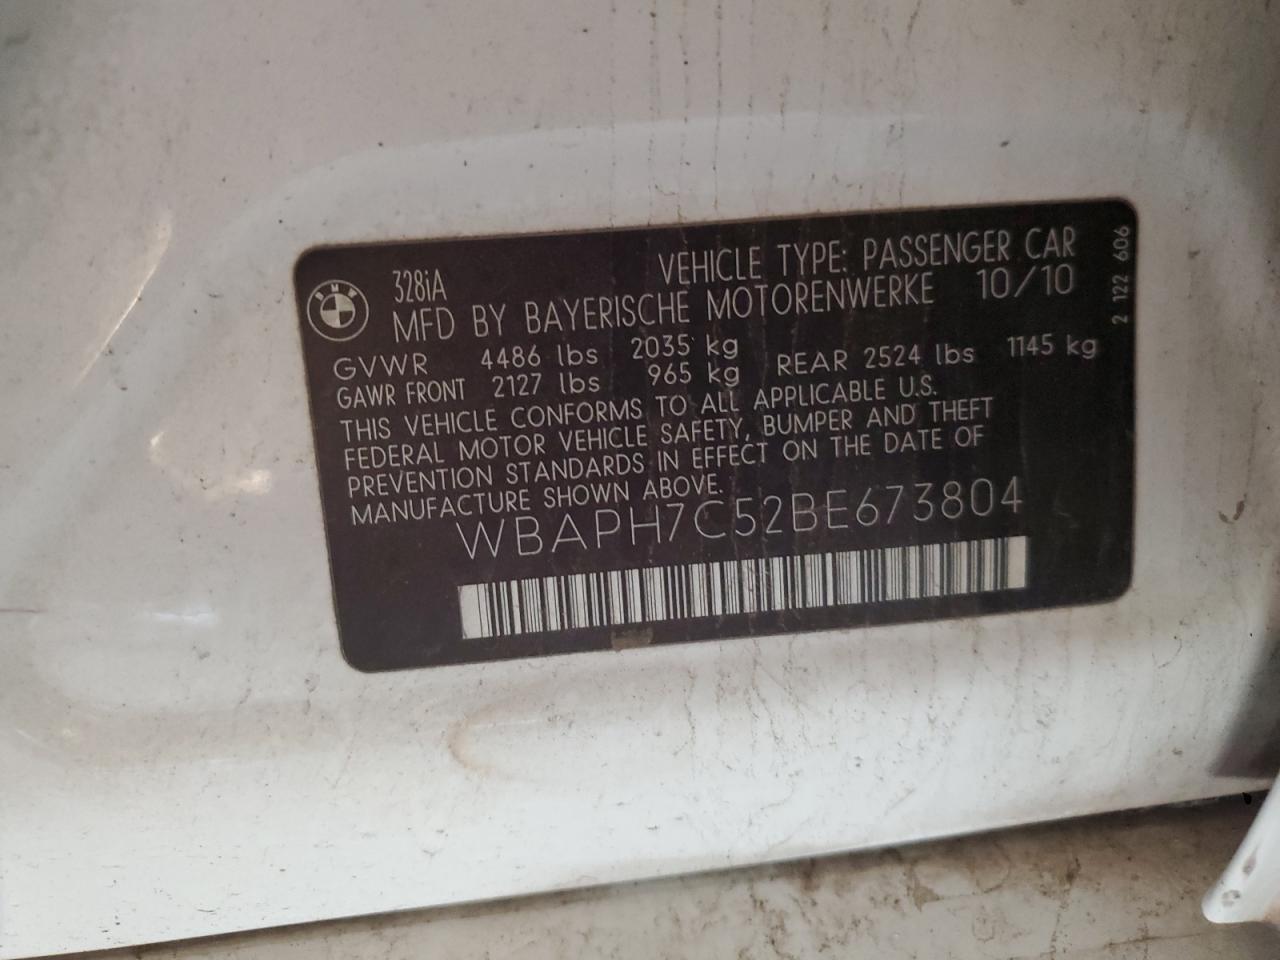 BMW
328iA
VEHICLE TYPE: PASSENGER CAR
MFD BY BAYERISCHE MOTORENWERKE 10/10
GVWR 4486 lbs 2035 kg
GAWR FRONT 2127 lbs 965 kg REAR 2524 lbs 1145 kg
THIS VEHICLE CONFORMS TO ALL APPLICABLE U.S.
FEDERAL MOTOR VEHICLE SAFETY, BUMPER AND THEFT
PREVENTION STANDARDS IN EFFECT ON THE DATE OF
MANUFACTURE SHOWN ABOVE.
WBAPH7C52BE673804
2 122 606